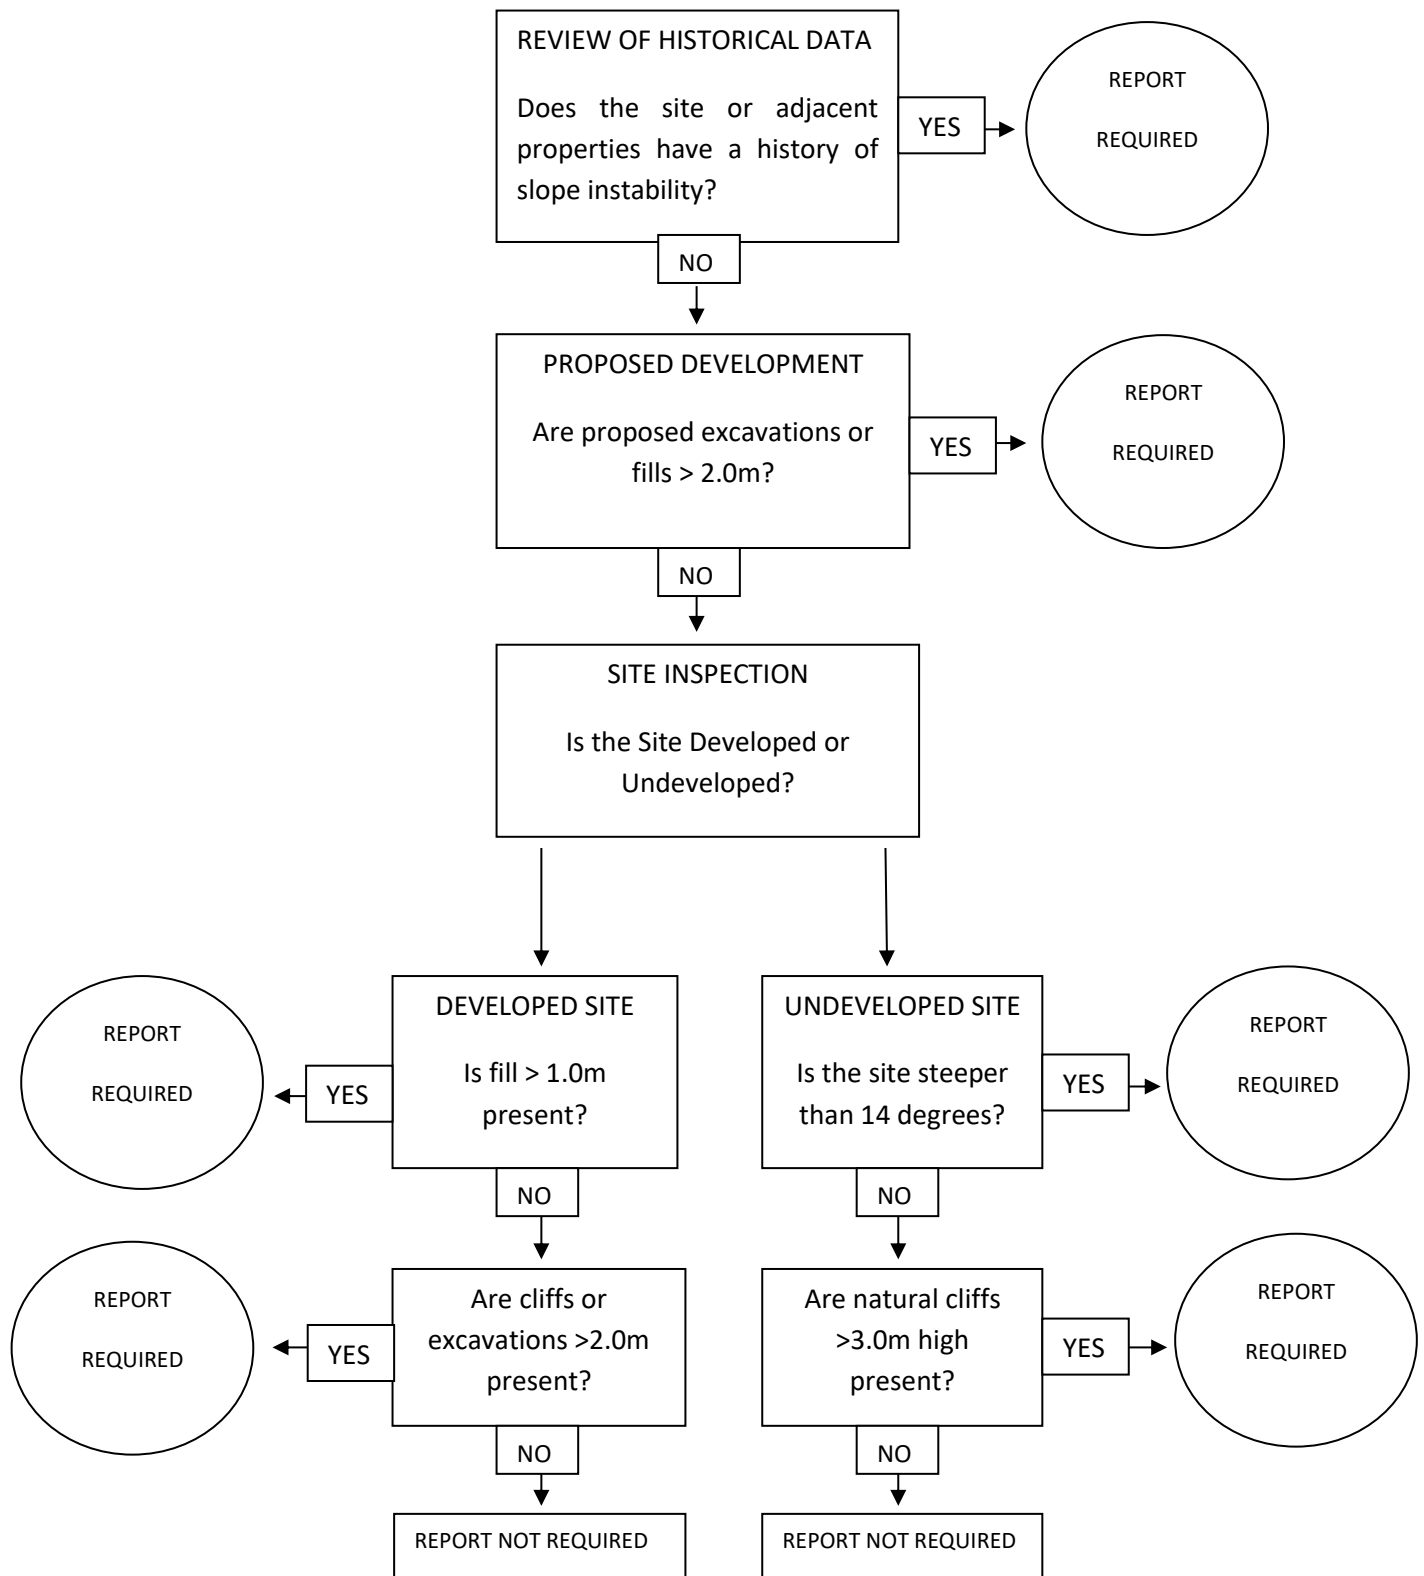 REVIEW OF HISTORICAL DATA
Does the site or adjacent
properties have a history of
slope instability?
YES
REPORT
REQUIRED
NO
PROPOSED DEVELOPMENT
Are proposed excavations or
fills > 2.0m?
YES
REPORT
REQUIRED
NO
SITE INSPECTION
Is the Site Developed or
Undeveloped?
DEVELOPED SITE
Is fill > 1.0m
present?
YES
REPORT
REQUIRED
NO
Are cliffs or
excavations >2.0m
present?
YES
REPORT
REQUIRED
NO
REPORT NOT REQUIRED
UNDEVELOPED SITE
Is the site steeper
than 14 degrees?
YES
REPORT
REQUIRED
NO
Are natural cliffs
>3.0m high
present?
YES
REPORT
REQUIRED
NO
REPORT NOT REQUIRED